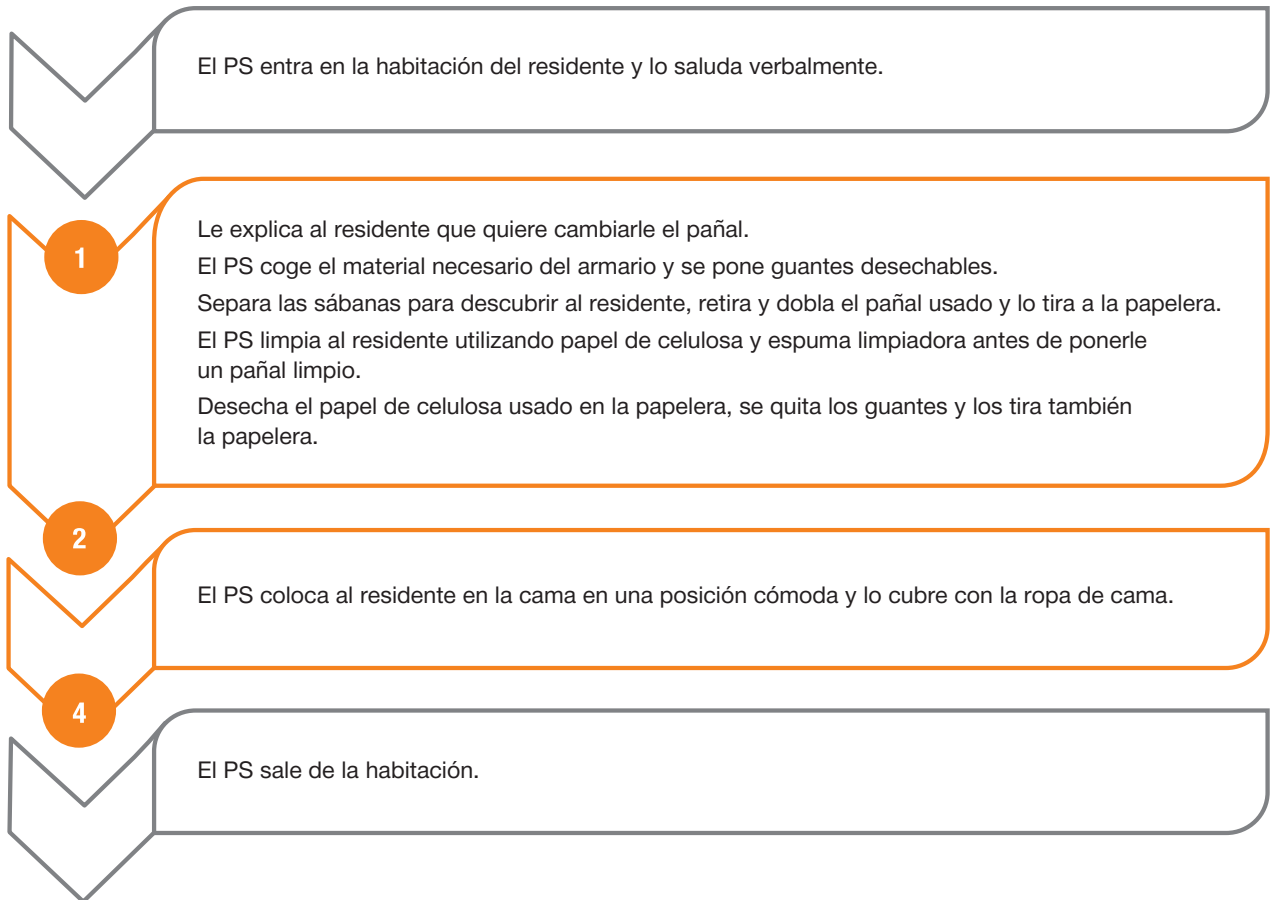 El PS entra en la habitación del residente y lo saluda verbalmente.
1
Le explica al residente que quiere cambiarle el pañal.
El PS coge el material necesario del armario y se pone guantes desechables.
Separa las sábanas para descubrir al residente, retira y dobla el pañal usado y lo tira a la papelera.
El PS limpia al residente utilizando papel de celulosa y espuma limpiadora antes de ponerle
un pañal limpio.
Desecha el papel de celulosa usado en la papelera, se quita los guantes y los tira también
la papelera.
2
El PS coloca al residente en la cama en una posición cómoda y lo cubre con la ropa de cama.
4
El PS sale de la habitación.